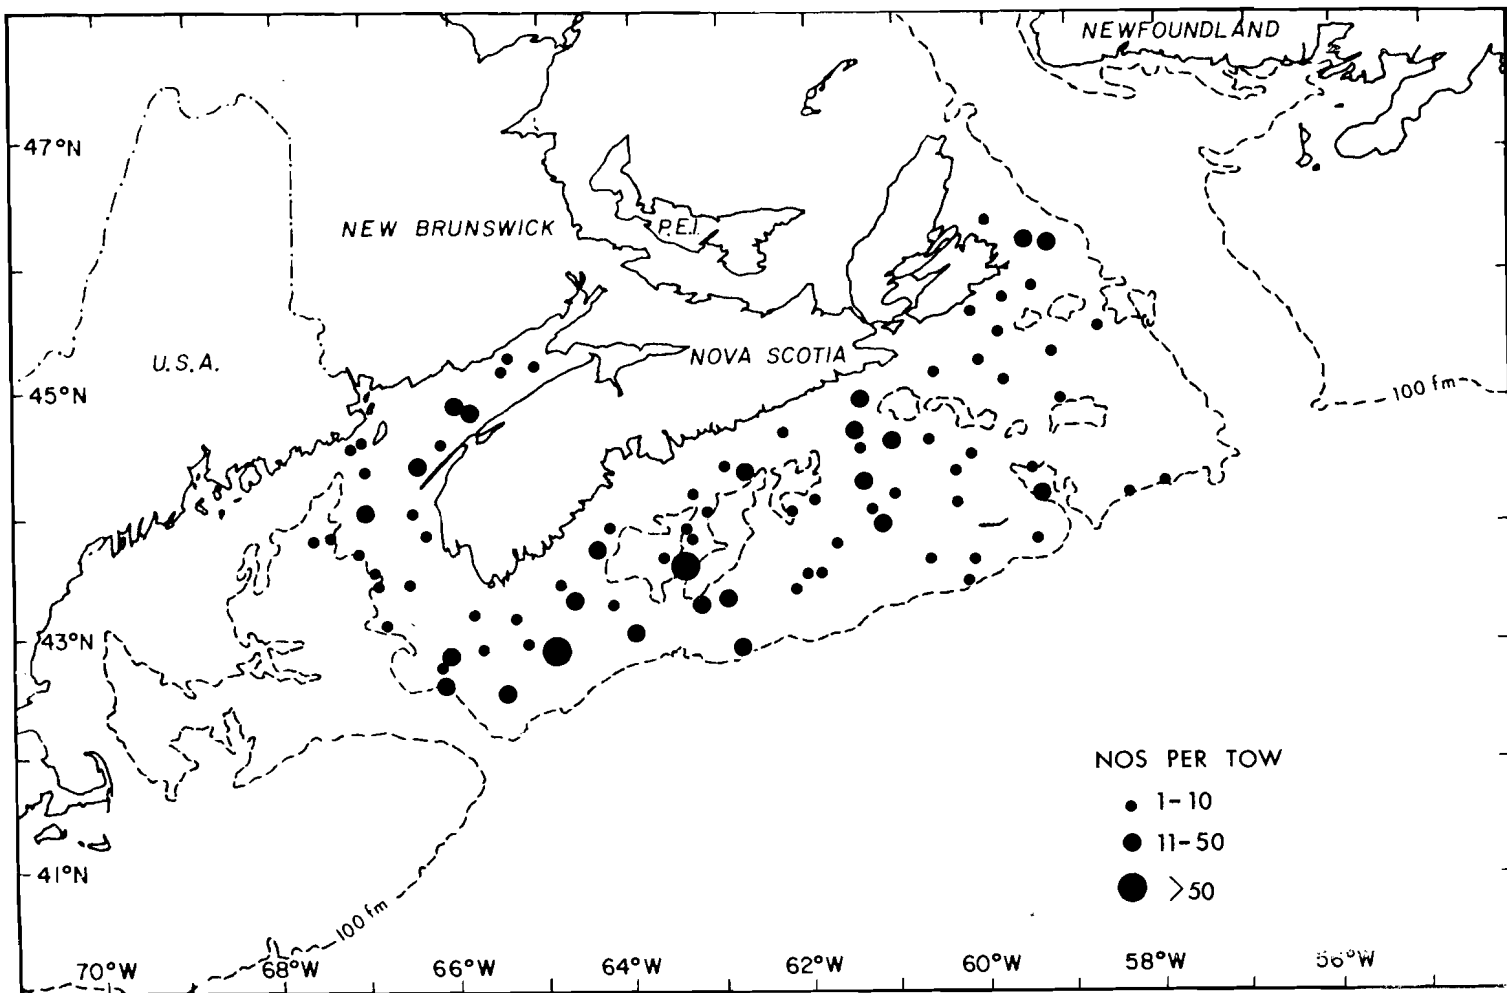 NEWFOUNDLAND
47°N
NEW BRUNSWICK
P.E.I.
U.S.A.
NOVA SCOTIA
45°N
100 fm
43°N
NOS PER TOW
1-10
11-50
>50
41°N
100 fm
70°W 68°W 66°W 64°W 62°W 60°W 58°W 56°W